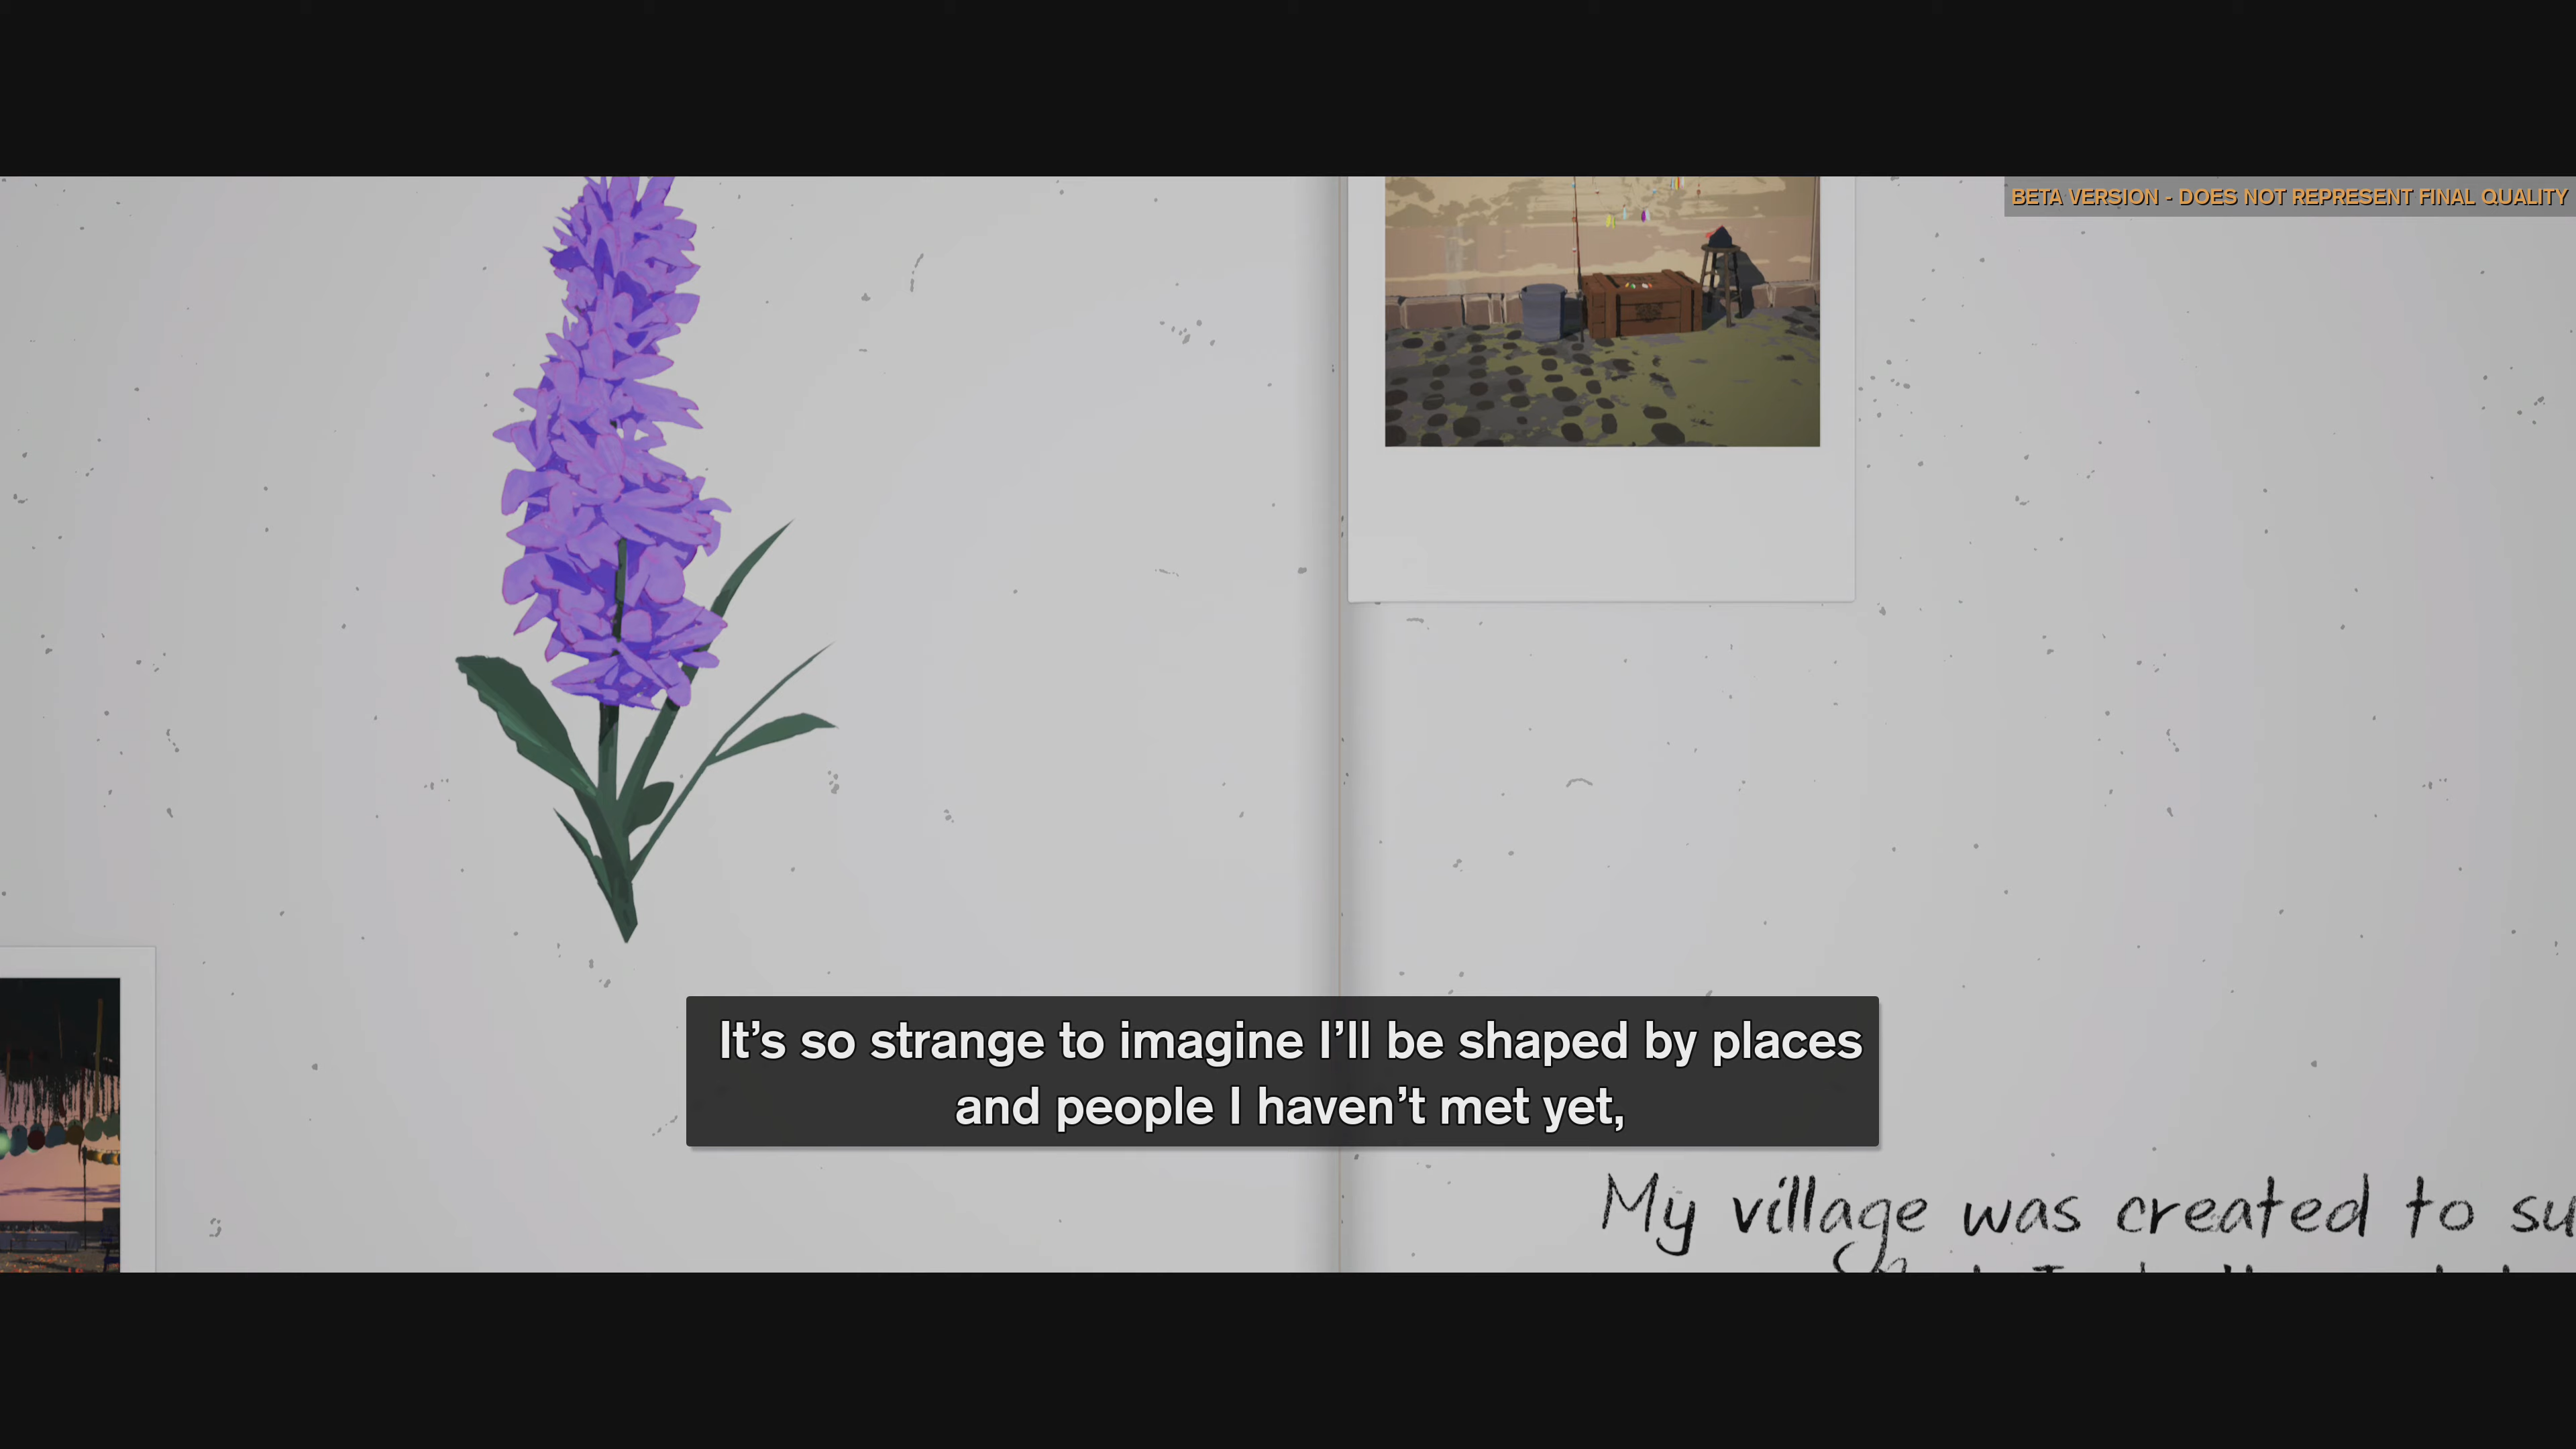 BETA VERSION - DOES NOT REPRESENT FINAL QUALITY
It’s so strange to imagine I’ll be shaped by places
and people I haven’t met yet,
My village was created to su